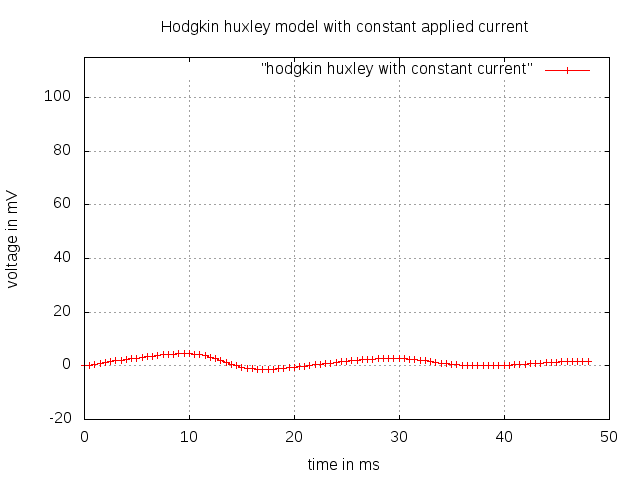 Hodgkin huxley model with constant applied current
"hodgkin huxley with constant current"
100
80
60
40
20
0
-20
voltage in mV
0 10 20 30 40 50
time in ms